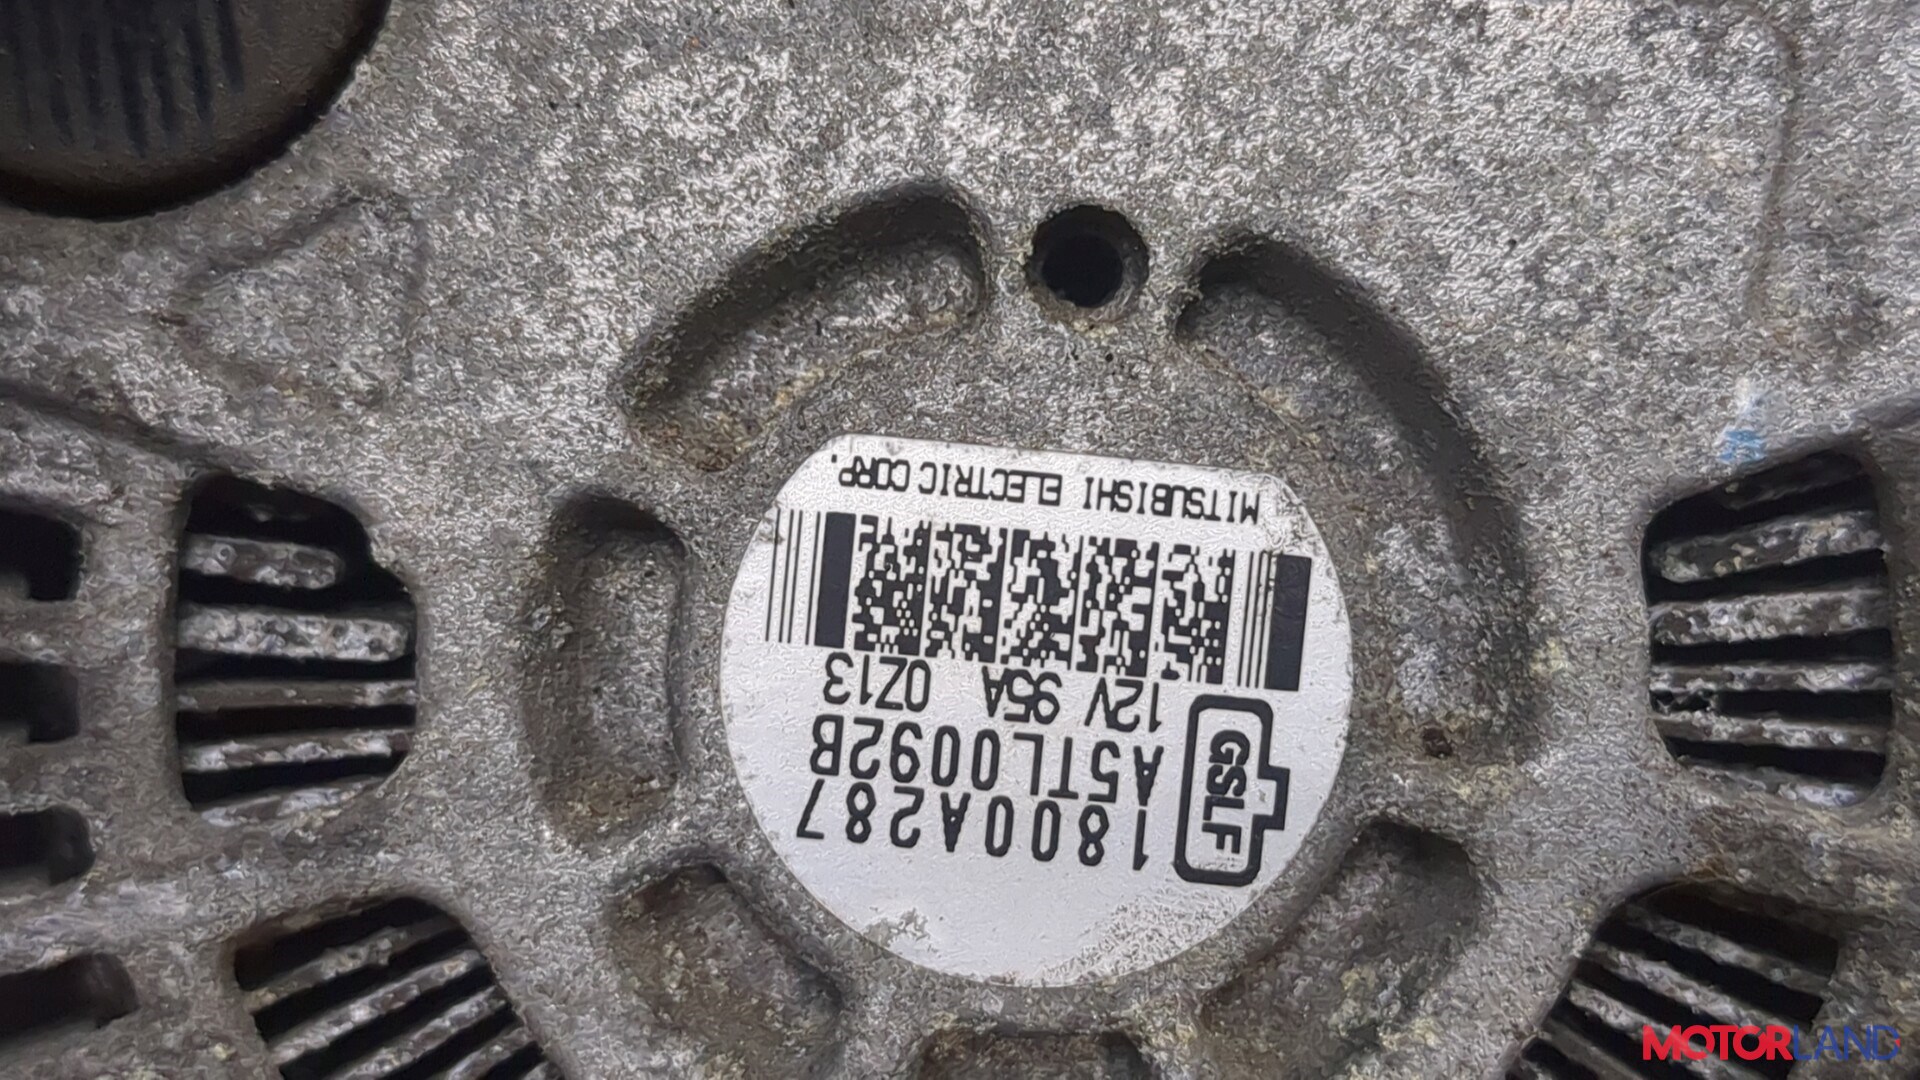 1800A287
A5TL0092B
12V 95A 0Z13
GSLF
MITSUBISHI ELECTRIC CORP.
MOTORLAND